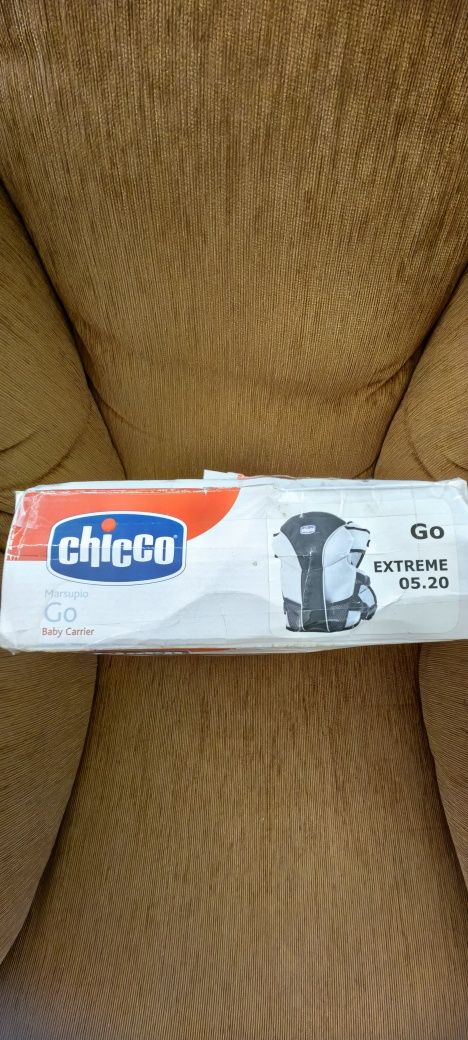 chicco
Marsupio
Go
Baby Carrier
Go
EXTREME
05.20